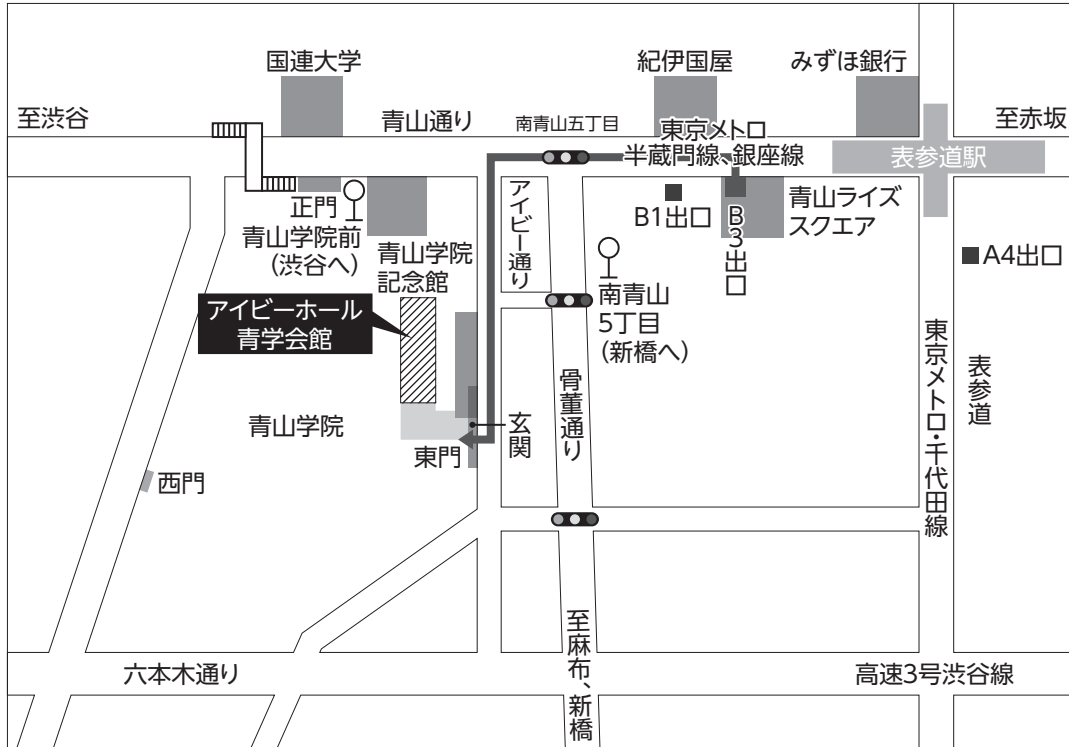 国連大学
紀伊国屋
みずほ銀行
至渋谷
青山通り
南青山五丁目
至赤坂
東京メトロ
半蔵門線、銀座線
表参道駅
正門
青山学院前
(渋谷へ)
青山学院
記念館
アイビー通り
B1出口
B3出口
青山ライズ
スクエア
A4出口
南青山
5丁目
(新橋へ)
アイビーホール
青学会館
青山学院
東門
玄関
骨董通り
東京メトロ・千代田線
表参道
西門
六本木通り
至麻布、新橋
高速3号渋谷線